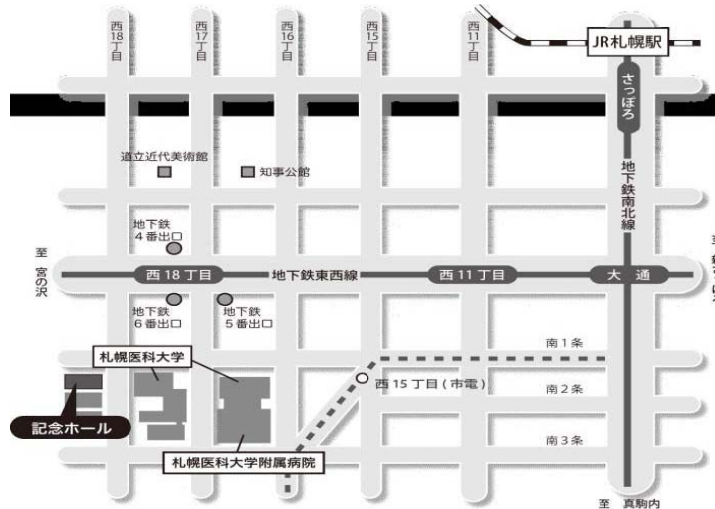 西18丁目
西17丁目
西16丁目
西15丁目
西11丁目
JR札幌駅
さっぽろ
地下鉄南北線
道立近代美術館
知事公館
地下鉄
4番出口
至 宮の沢
西18丁目
地下鉄東西線
西11丁目
大 通
地下鉄
6番出口
地下鉄
5番出口
札幌医科大学
南1条
西15丁目(市電)
南2条
記念ホール
南3条
札幌医科大学附属病院
至 真駒内